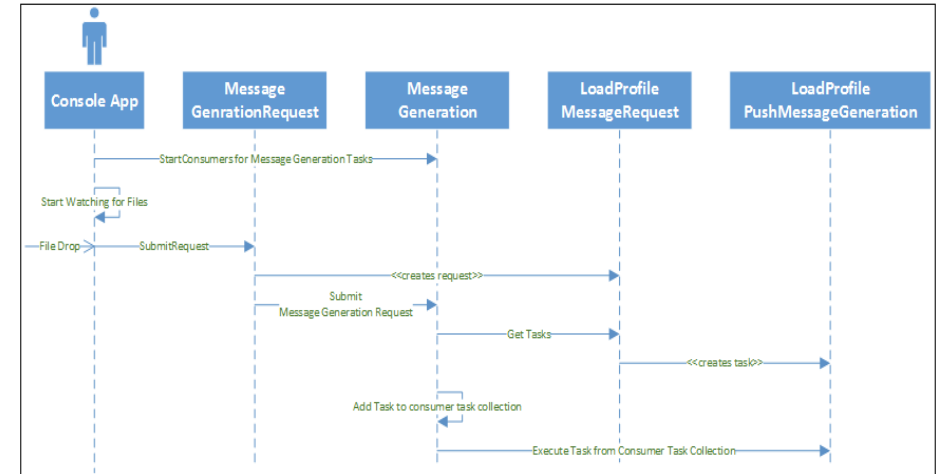 Console App
Message
GenrationRequest
Message
Generation
LoadProfile
MessageRequest
LoadProfile
PushMessageGeneration
StartConsumers for Message Generation Tasks
Start Watching for Files
File Drop
SubmitRequest
<<creates request>>
Submit
Message Generation Request
Get Tasks
<<creates task>>
Add Task to consumer task collection
Execute Task from Consumer Task Collection